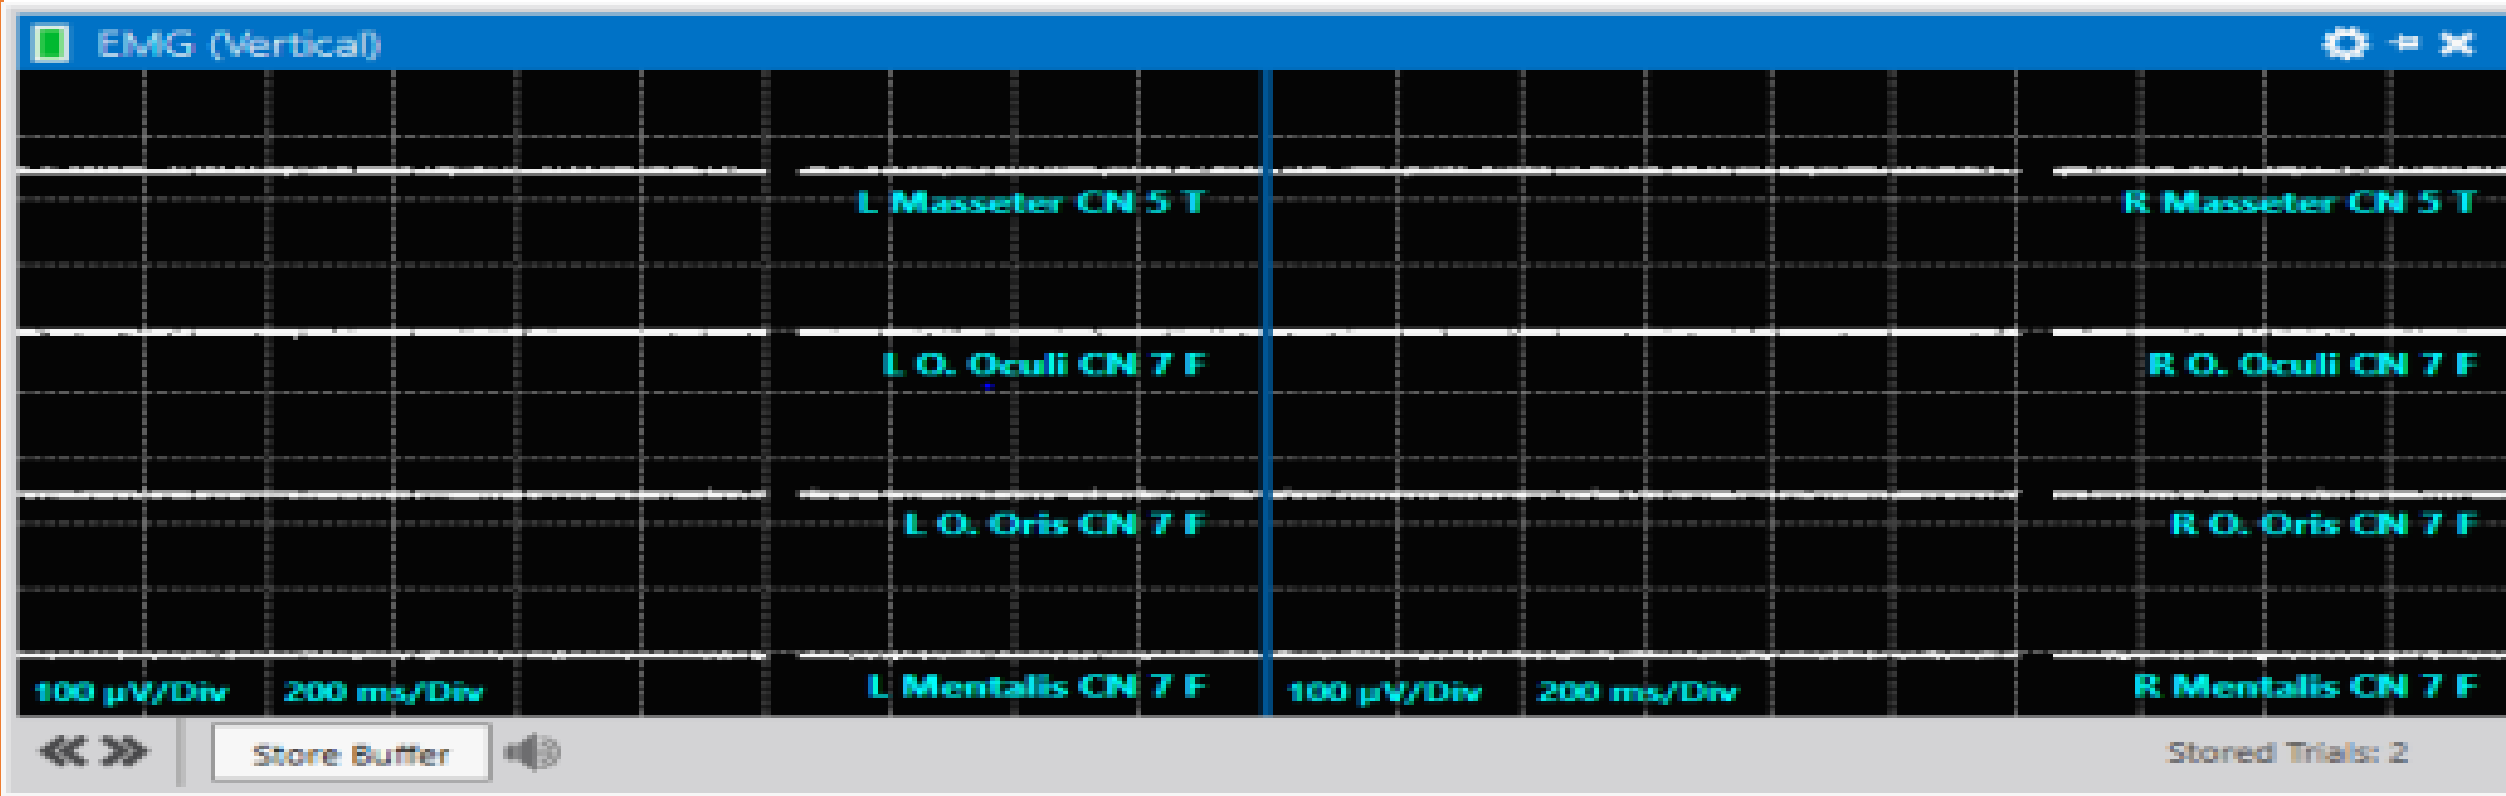 EMG (Vertical)
L Masseter CN 5 T
R Masseter CN 5 T
L O. Oculi CN 7 F
R O. Oculi CN 7 F
L O. Oris CN 7 F
R O. Oris CN 7 F
100 µV/Div 200 ms/Div L Mentalis CN 7 F
100 µV/Div 200 ms/Div R Mentalis CN 7 F
Store Buffer
Stored Trials: 2